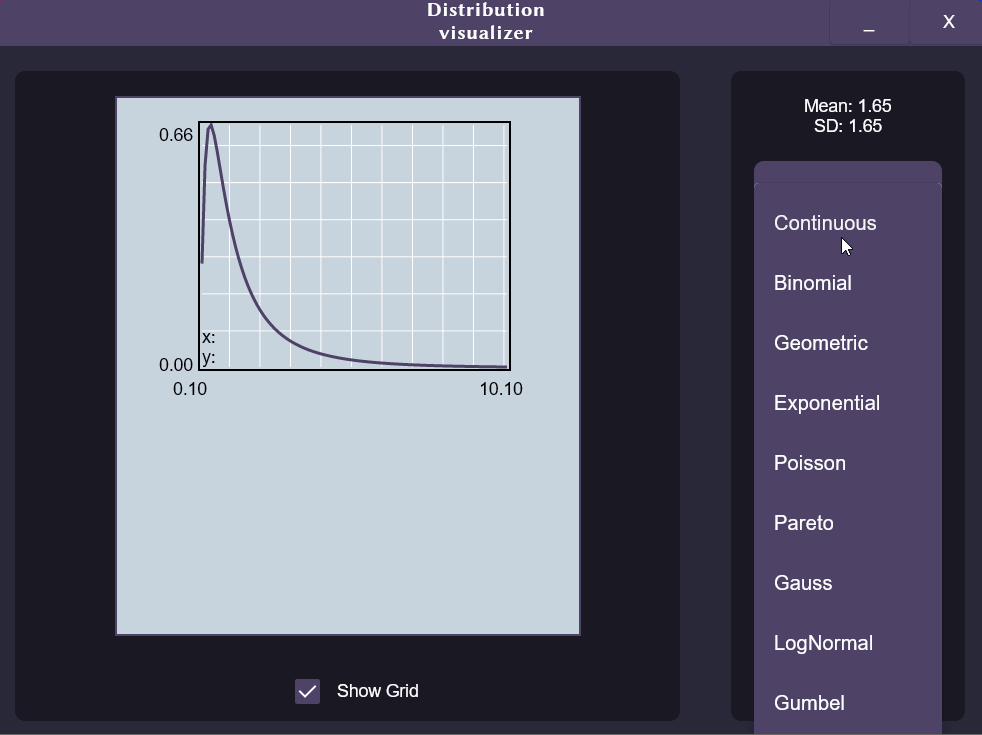 Distribution
visualizer
_
X
0.66
x:
y:
0.00
0.10
10.10
Show Grid
Mean: 1.65
SD: 1.65
Continuous
Binomial
Geometric
Exponential
Poisson
Pareto
Gauss
LogNormal
Gumbel